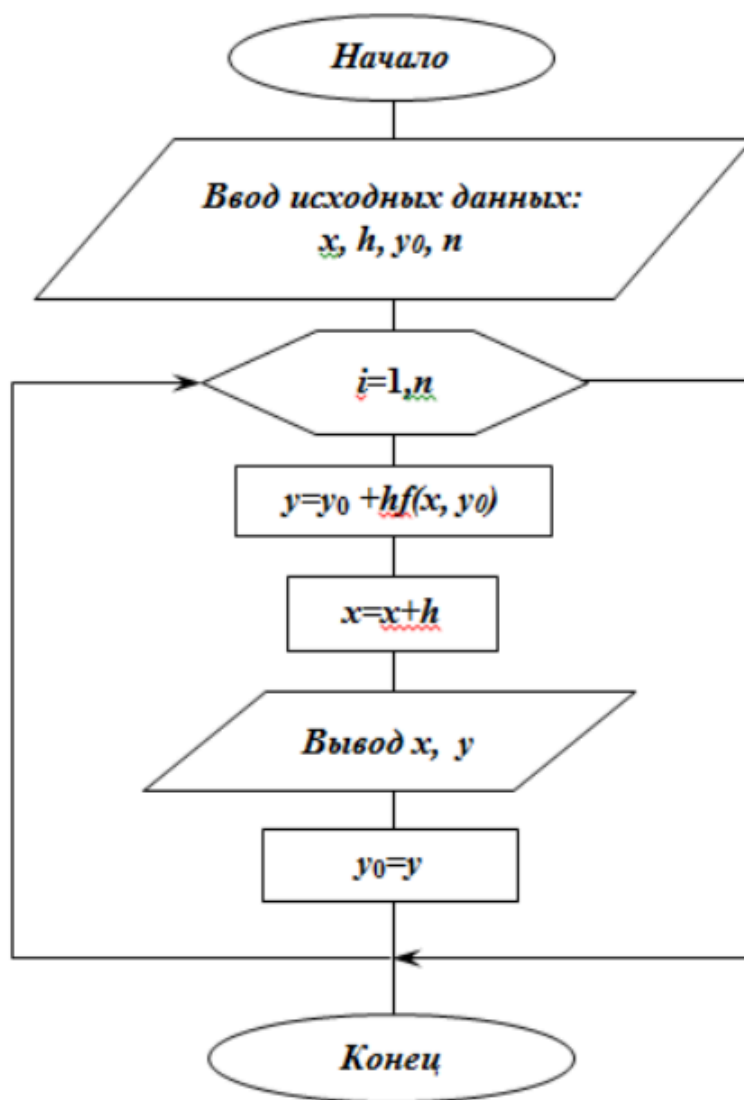 Начало
Ввод исходных данных:
x, h, y₀, n
i=1,n
y=y₀ +hf(x, y₀)
x=x+h
Вывод x, y
y₀=y
Конец